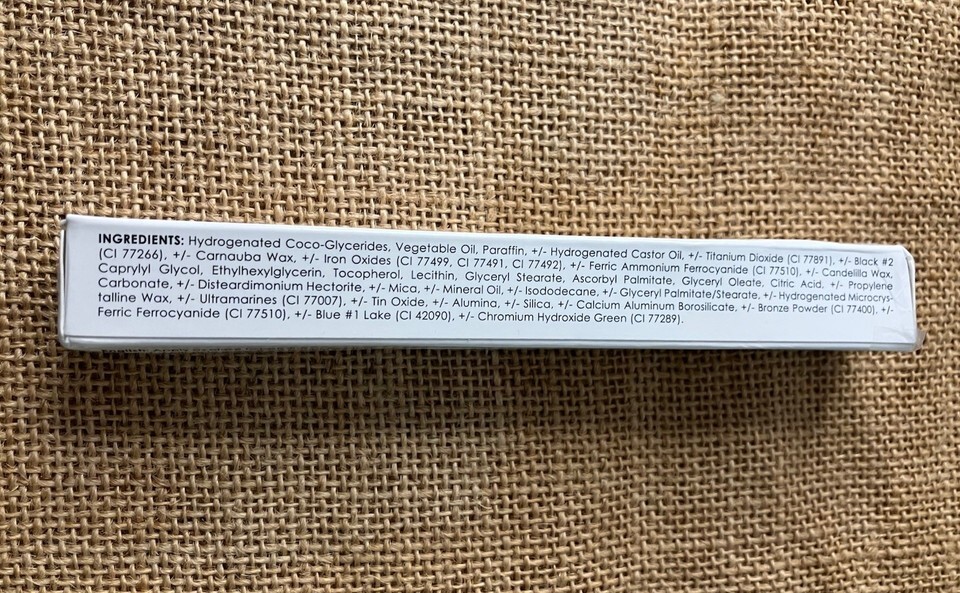 INGREDIENTS: Hydrogenated Coco-Glycerides, Vegetable Oil, Paraffin, +/- Hydrogenated Castor Oil, +/- Titanium Dioxide (CI 77891), +/- Black #2
(CI 77266), +/- Carnauba Wax, +/- Iron Oxides (CI 77499, CI 77491, CI 77492), +/- Ferric Ammonium Ferrocyanide (CI 77510), +/- Candelilla Wax,
Caprylyl Glycol, Ethylhexylglycerin, Tocopherol, Lecithin, Glyceryl Stearate, Ascorbyl Palmitate, Glyceryl Oleate, Citric Acid, +/- Propylene
Carbonate, +/- Disteardimonium Hectorite, +/- Mica, +/- Mineral Oil, +/- Isododecane, +/- Glyceryl Palmitate/Stearate, +/- Hydrogenated Microcrys-
talline Wax, +/- Ultramarines (CI 77007), +/- Tin Oxide, +/- Alumina, +/- Silica, +/- Calcium Aluminum Borosilicate, +/- Bronze Powder (CI 77400), +/-
Ferric Ferrocyanide (CI 77510), +/- Blue #1 Lake (CI 42090), +/- Chromium Hydroxide Green (CI 77289).